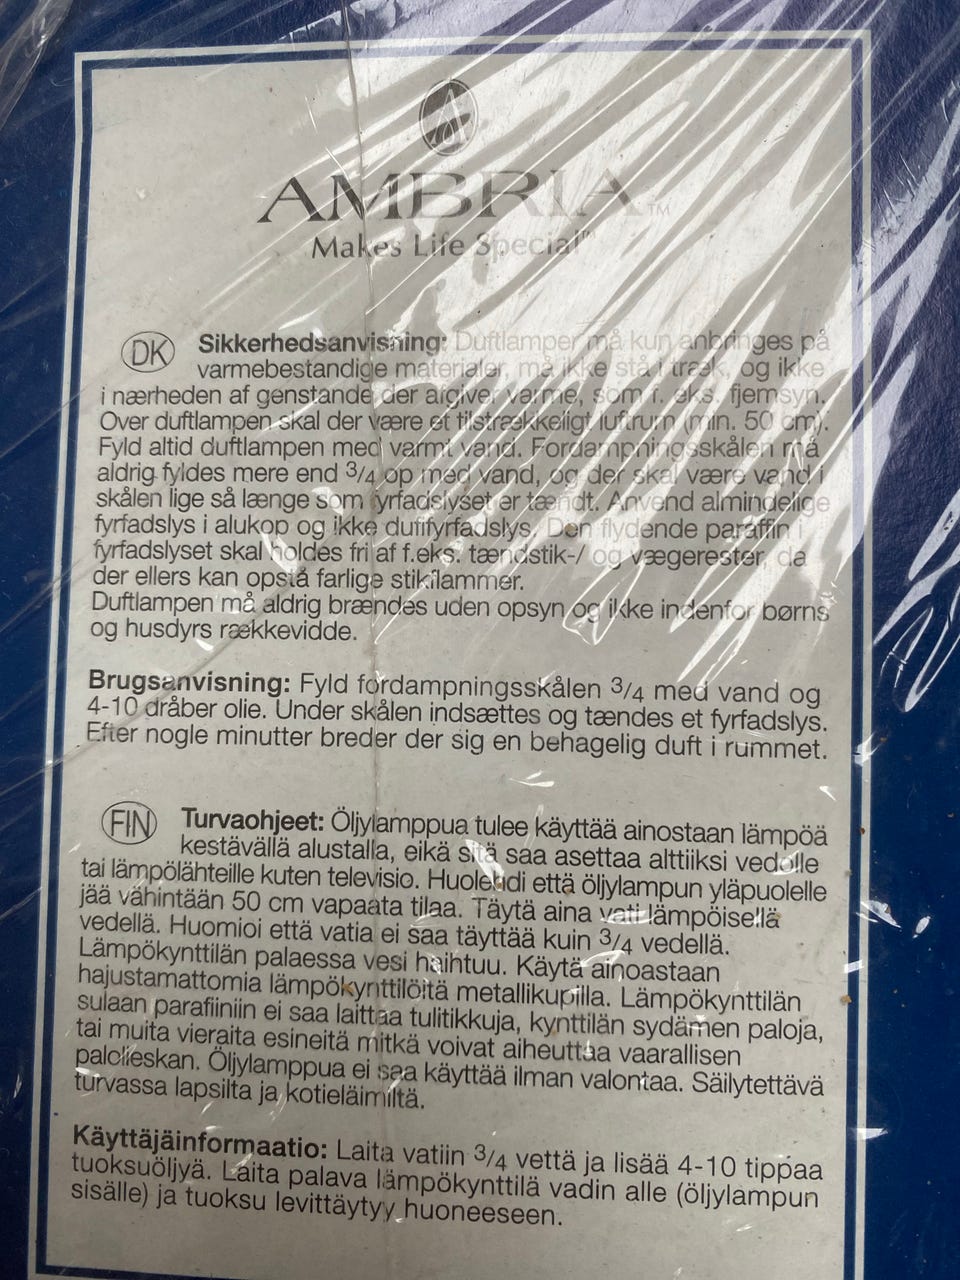 AMBRIA™
Makes Life Special™
DK Sikkerhedsanvisning: Duftlamper må kun anbringes på
varmebestandige materialer, må ikke stå i træk, og ikke
i nærheden af genstande der afgiver varme, som f. eks. fjernsyn.
Over duftlampen skal der være et tilstrækkeligt luftrum (min. 50 cm).
Fyld altid duftlampen med varmt vand. Fordampningsskålen må
aldrig fyldes mere end 3/4 op med vand, og der skal være vand i
skålen lige så længe som fyrfadslyset er tændt. Anvend almindelige
fyrfadslys i alukop og ikke duftfyrfadslys. Den flydende paraffin i
fyrfadslyset skal holdes fri af f.eks. tændstik-/ og vægerester, da
der ellers kan opstå farlige stikflammer.
Duftlampen må aldrig brændes uden opsyn og ikke indenfor børns
og husdyrs rækkevidde.
Brugsanvisning: Fyld fordampningsskålen 3/4 med vand og
4-10 dråber olie. Under skålen indsættes og tændes et fyrfadslys.
Efter nogle minutter breder der sig en behagelig duft i rummet.
FIN Turvaohjeet: Öljylamppua tulee käyttää ainostaan lämpöä
kestävällä alustalla, eikä sitä saa asettaa alttiiksi vedolle
tai lämpölähteille kuten televisio. Huolehdi että öljylampun yläpuolelle
jää vähintään 50 cm vapaata tilaa. Täytä aina vati lämpöisellä
vedellä. Huomioi että vatia ei saa täyttää kuin 3/4 vedellä.
Lämpökynttilän palaessa vesi haihtuu. Käytä ainoastaan
hajustamattomia lämpökynttilöitä metallikupilla. Lämpökynttilän
sulaan parafiiniin ei saa laittaa tulitikkuja, kynttilän sydämen paloja,
tai muita vieraita esineitä mitkä voivat aiheuttaa vaarallisen
palolieskan. Öljylamppua ei saa käyttää ilman valontaa. Säilytettävä
turvassa lapsilta ja kotieläimiltä.
Käyttäjäinformaatio: Laita vatiin 3/4 vettä ja lisää 4-10 tippaa
tuoksuöljyä. Laita palava lämpökynttilä vadin alle (öljylampun
sisälle) ja tuoksu levittäytyy huoneeseen.